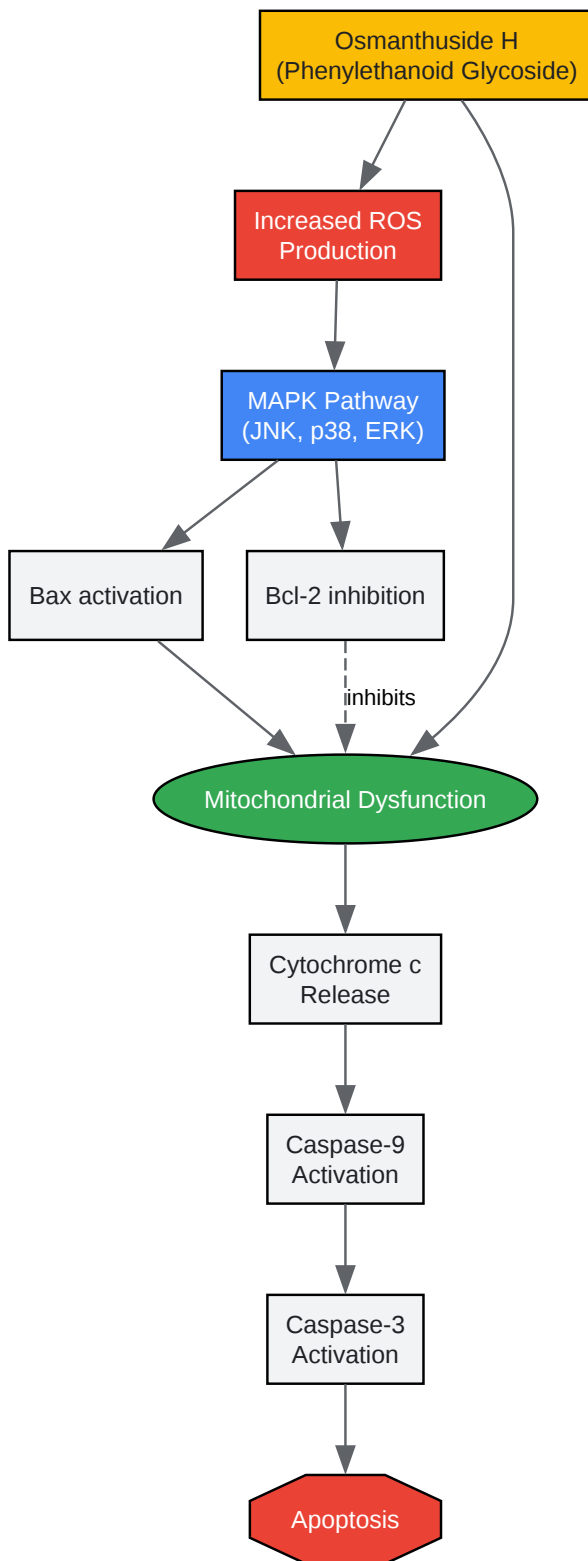 Osmanthuside H
(Phenylethanoid Glycoside)
Increased ROS
Production
MAPK Pathway
(JNK, p38, ERK)
Bax activation
Bcl-2 inhibition
inhibits
Mitochondrial Dysfunction
Cytochrome c
Release
Caspase-9
Activation
Caspase-3
Activation
Apoptosis